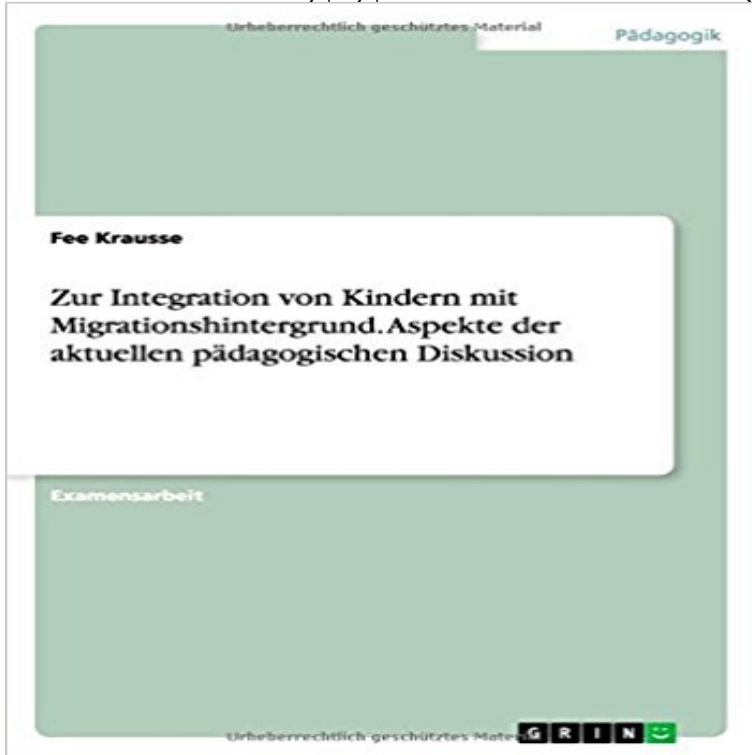 Urheberrechtlich geschütztes Material
Pädagogik
Fee Krausse
Zur Integration von Kindern mit
Migrationshintergrund. Aspekte der
aktuellen pädagogischen Diskussion
Examensarbeit
Urheberrechtlich geschütztes
GRIN